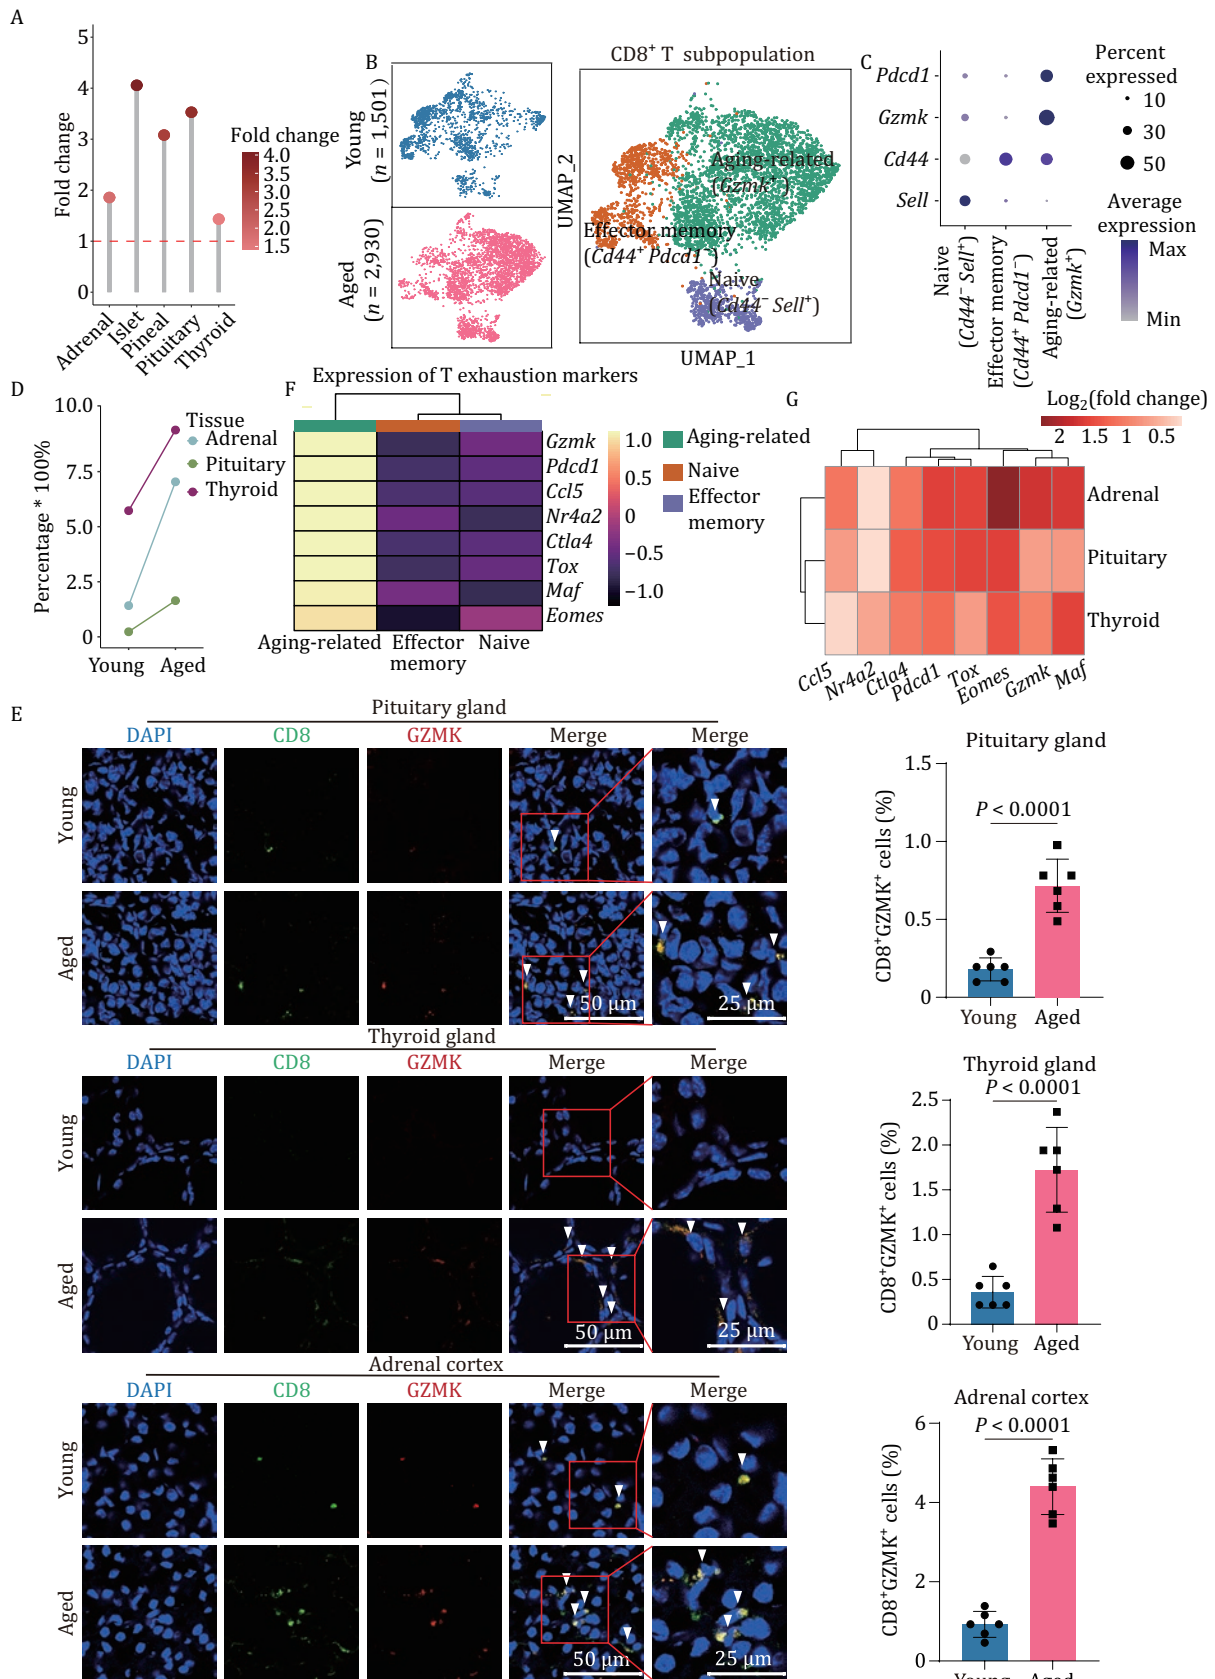 A
5
4
3
2
1
0
Fold change
Fold change
4.0
3.5
3.0
2.5
2.0
1.5
Adrenal
Islet
Pineal
Pituitary
Thyroid
B
Young
(n = 1,501)
Aged
(n = 2,930)
CD8+ T subpopulation
Aging-related
(Gzmk+)
Effector memory
(Cd44+ Pdcd1−)
Naive
(Cd44− Sell+)
UMAP_2
UMAP_1
C
Pdcd1
Gzmk
Cd44
Sell
Naive
(Cd44− Sell+)
Effector memory
(Cd44+ Pdcd1−)
Aging-related
(Gzmk+)
Percent
expressed
10
30
50
Average
expression
Max
Min
D
10.0
7.5
5.0
2.5
0
Percentage * 100%
Tissue
Adrenal
Pituitary
Thyroid
Young Aged
F
Expression of T exhaustion markers
Gzmk
Pdcd1
Ccl5
Nr4a2
Ctla4
Tox
Maf
Eomes
Aging-related
Effector
memory
Naive
1.0
0.5
0
−0.5
−1.0
Aging-related
Naive
Effector
memory
G
Log2(fold change)
2 1.5 1 0.5
Adrenal
Pituitary
Thyroid
Ccl5
Nr4a2
Ctla4
Pdcd1
Tox
Eomes
Gzmk
Maf
E
Pituitary gland
DAPI CD8 GZMK Merge Merge
Young
Aged
50 μm 25 μm
Thyroid gland
DAPI CD8 GZMK Merge Merge
Young
Aged
50 μm 25 μm
Adrenal cortex
DAPI CD8 GZMK Merge Merge
Young
Aged
50 μm 25 μm
Pituitary gland
P < 0.0001
1.5
1.0
0.5
0
CD8+GZMK+ cells (%)
Young Aged
Thyroid gland
P < 0.0001
2.5
2.0
1.5
1.0
0.5
0
CD8+GZMK+ cells (%)
Young Aged
Adrenal cortex
P < 0.0001
6
4
2
0
CD8+GZMK+ cells (%)
Young Aged